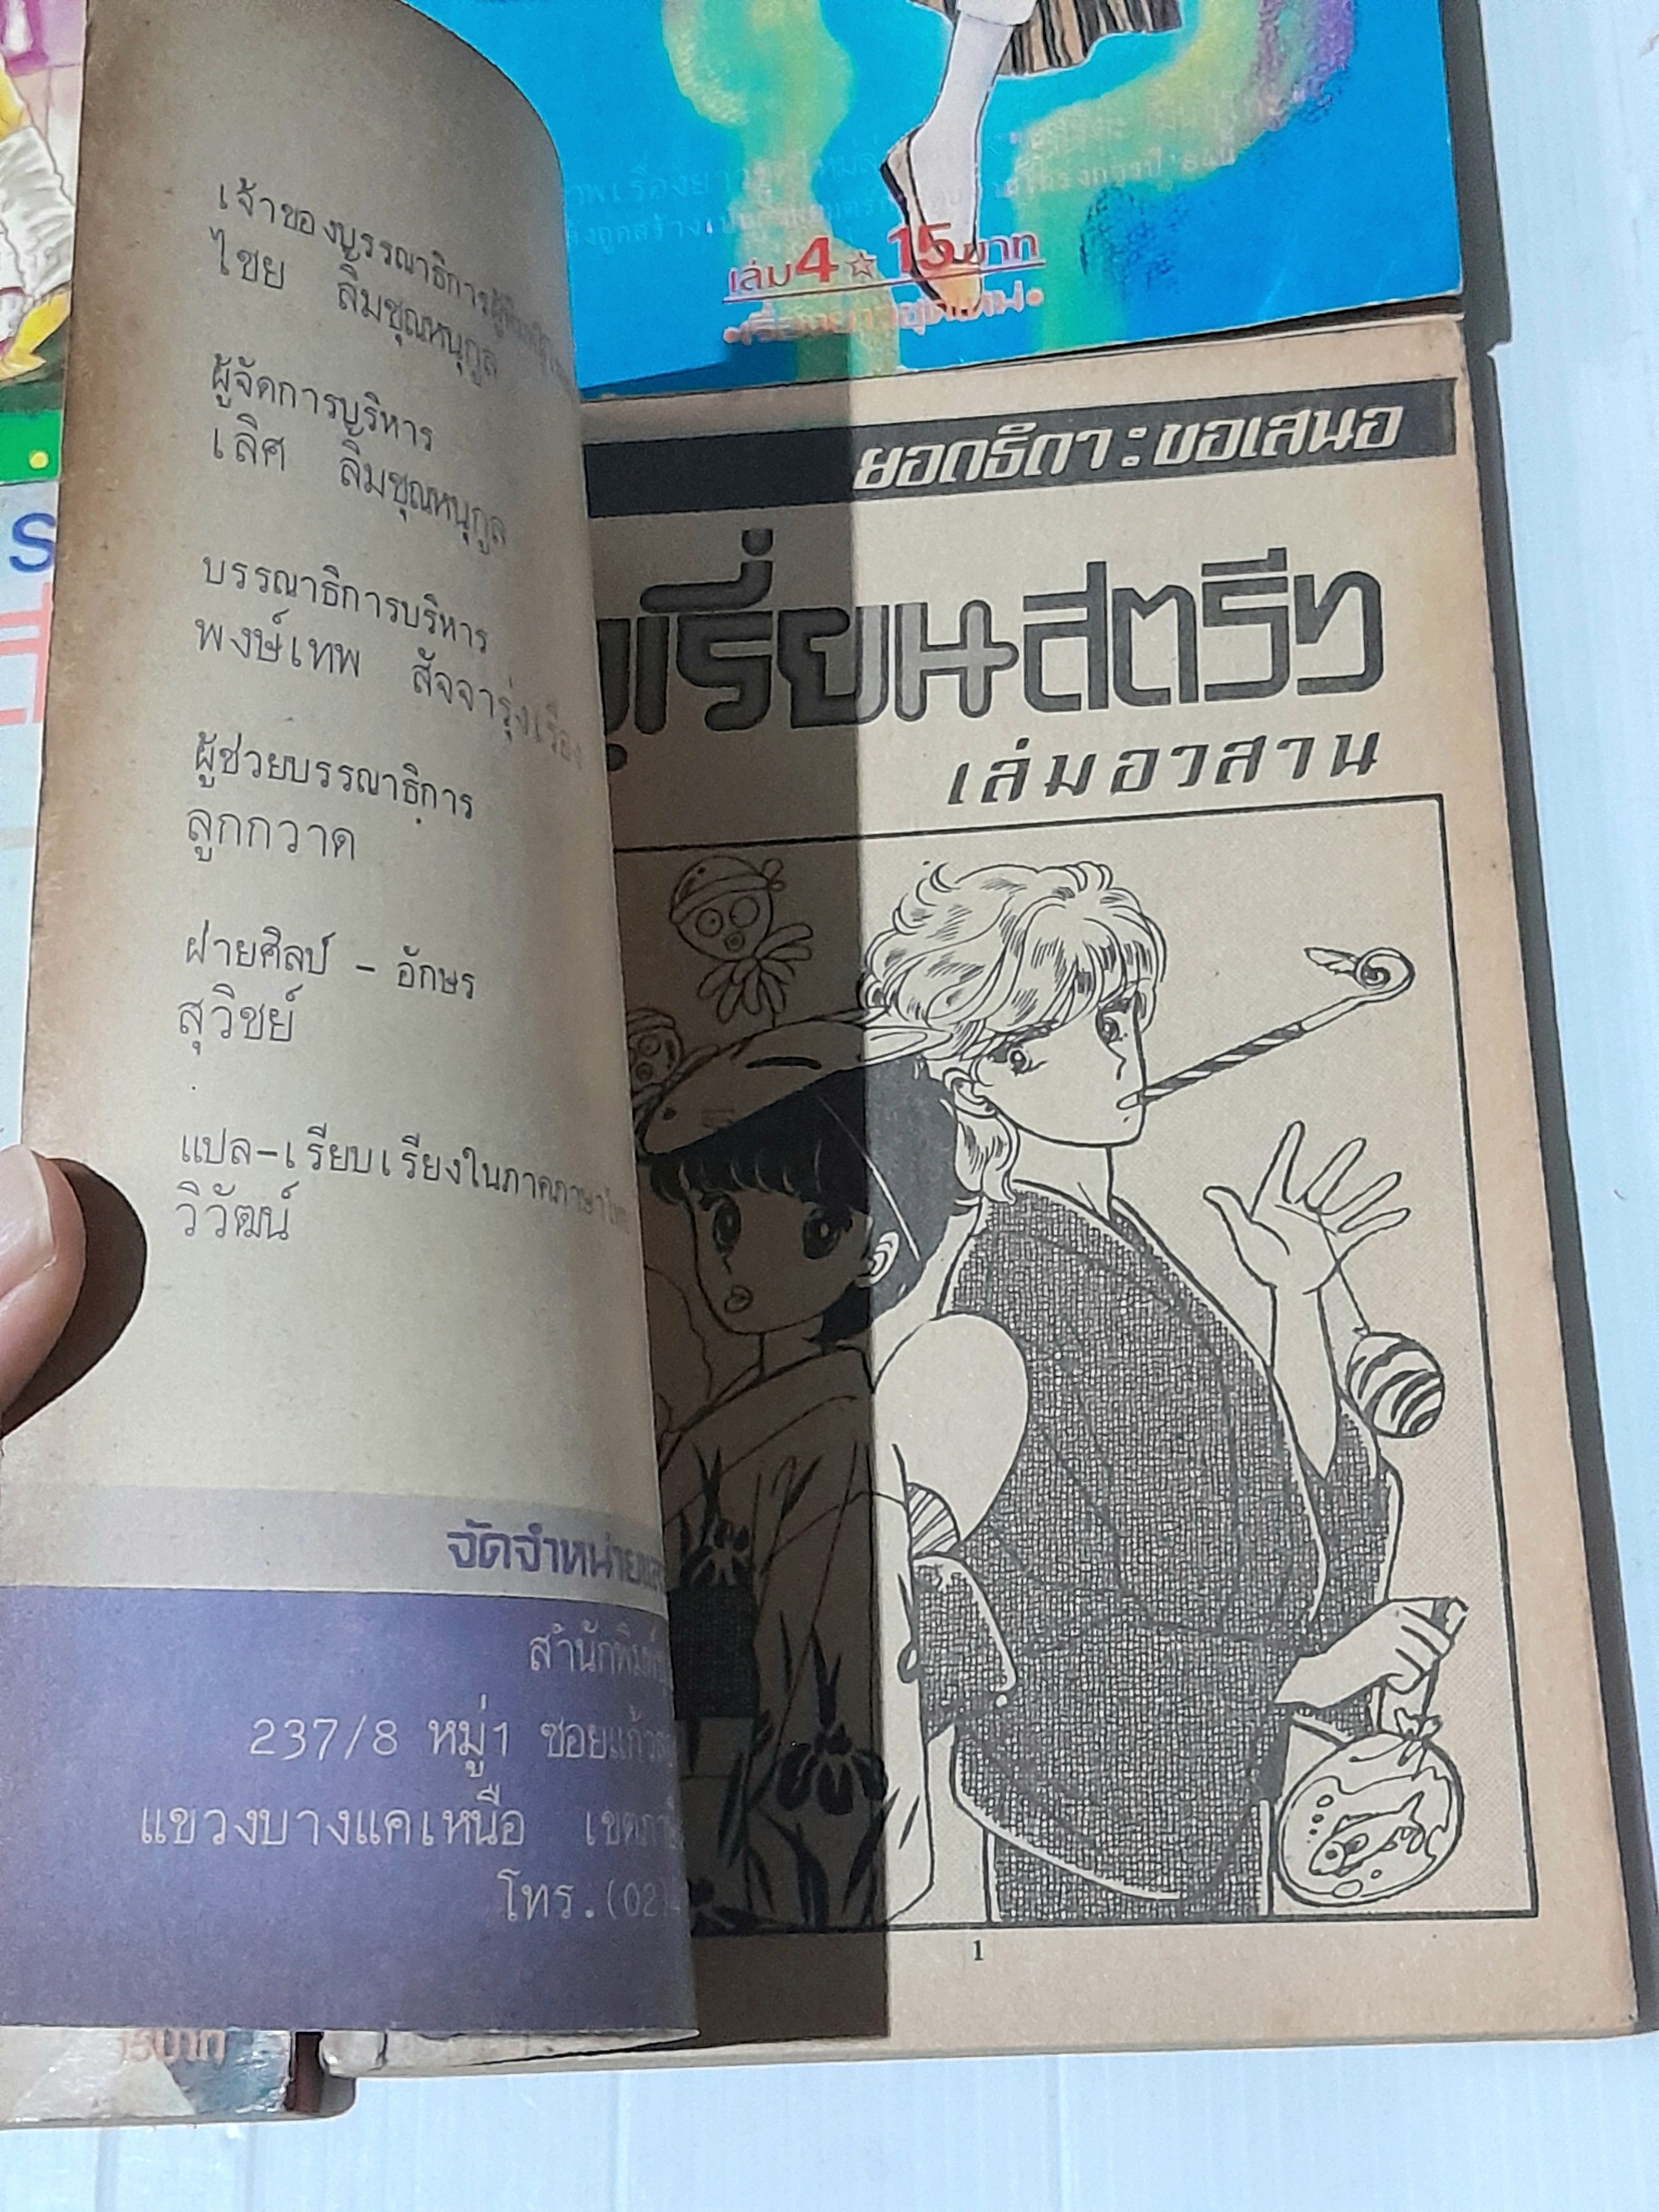 เล่ม4☆15บาท
เจ้าของบรรณาธิการ
ไชย ลิ้มชุณหนุกูล
ผู้จัดการบริหาร
เลิศ ลิ้มชุณหนุกูล
บรรณาธิการบริหาร
พงษ์เทพ สัจจารุ่งเรือง
ผู้ช่วยบรรณาธิการ
ลูกกวาด
ฝ่ายศิลป์ - อักษร
สุวิชย์
แปล-เรียบเรียงในภาคภาษาไทย
วิวัฒน์
จัดจำหน่าย
สำนักพิมพ์
237/8 หมู่1 ซอยแก้ว
แขวงบางแคเหนือ เขต
โทร.(02)
ยอดธิดา:ขอเสนอ
สตรีท
เล่มอวสาน
1